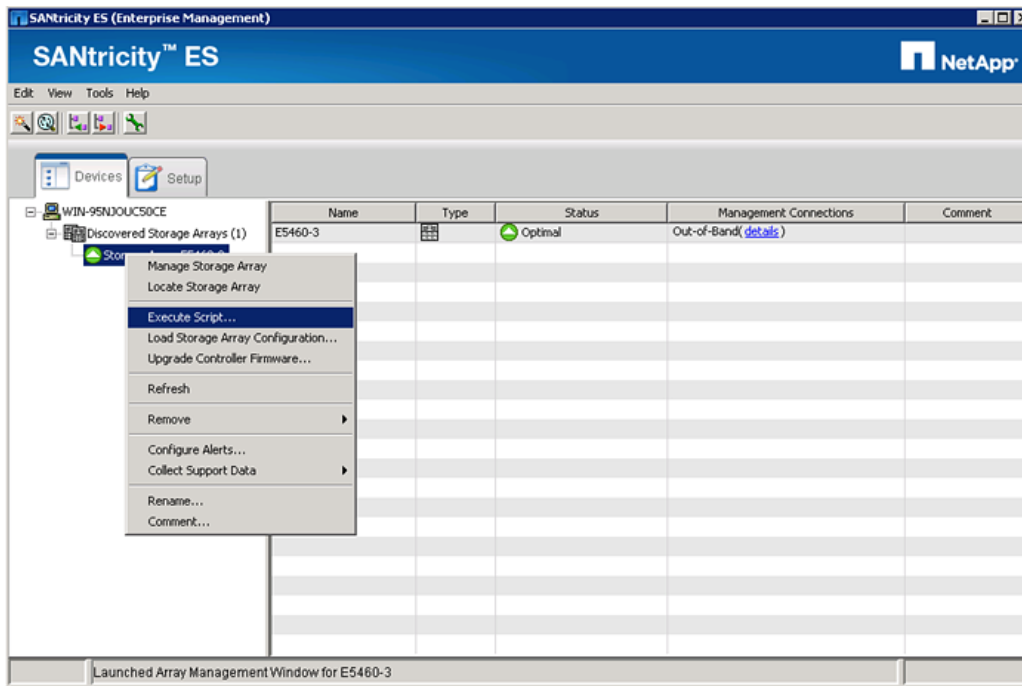 SANtricity ES (Enterprise Management)
SANtricity™ ES
NetApp
Edit View Tools Help
Devices Setup
WIN-95NJOUC50CE
Discovered Storage Arrays (1)
Name Type Status Management Connections Comment
E5460-3 Optimal Out-of-Band( details )
Manage Storage Array
Locate Storage Array
Execute Script...
Load Storage Array Configuration...
Upgrade Controller Firmware...
Refresh
Remove
Configure Alerts...
Collect Support Data
Rename...
Comment...
Launched Array Management Window for E5460-3